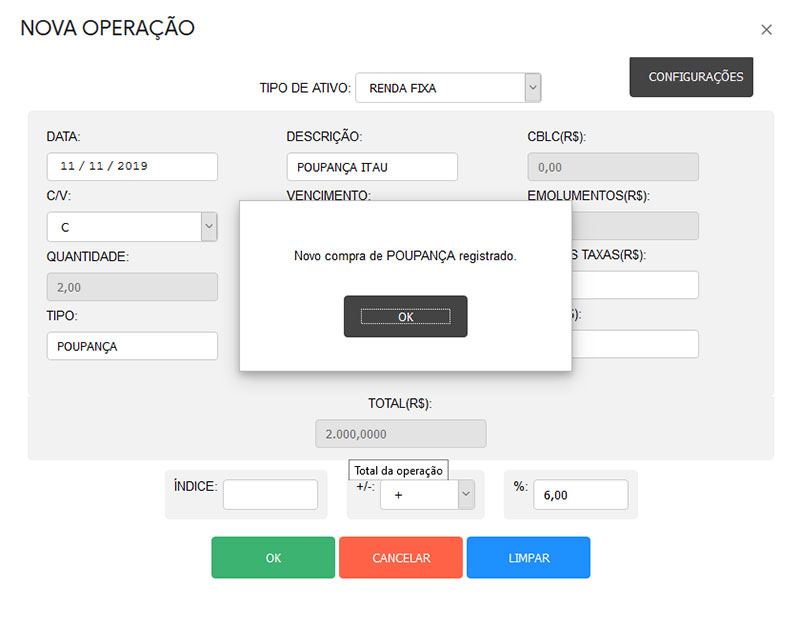 NOVA OPERAÇÃO
TIPO DE ATIVO: RENDA FIXA
CONFIGURAÇÕES
DATA: DESCRIÇÃO: CBLC(R$):
11 / 11 / 2019 POUPANÇA ITAU 0,00
C/V: VENCIMENTO: EMOLUMENTOS(R$):
C
Novo compra de POUPANÇA registrado.
QUANTIDADE: TAXAS(R$):
2,00
OK
TIPO:
POUPANÇA
TOTAL(R$):
2.000,0000
Total da operação
ÍNDICE: +/-: + %: 6,00
OK CANCELAR LIMPAR